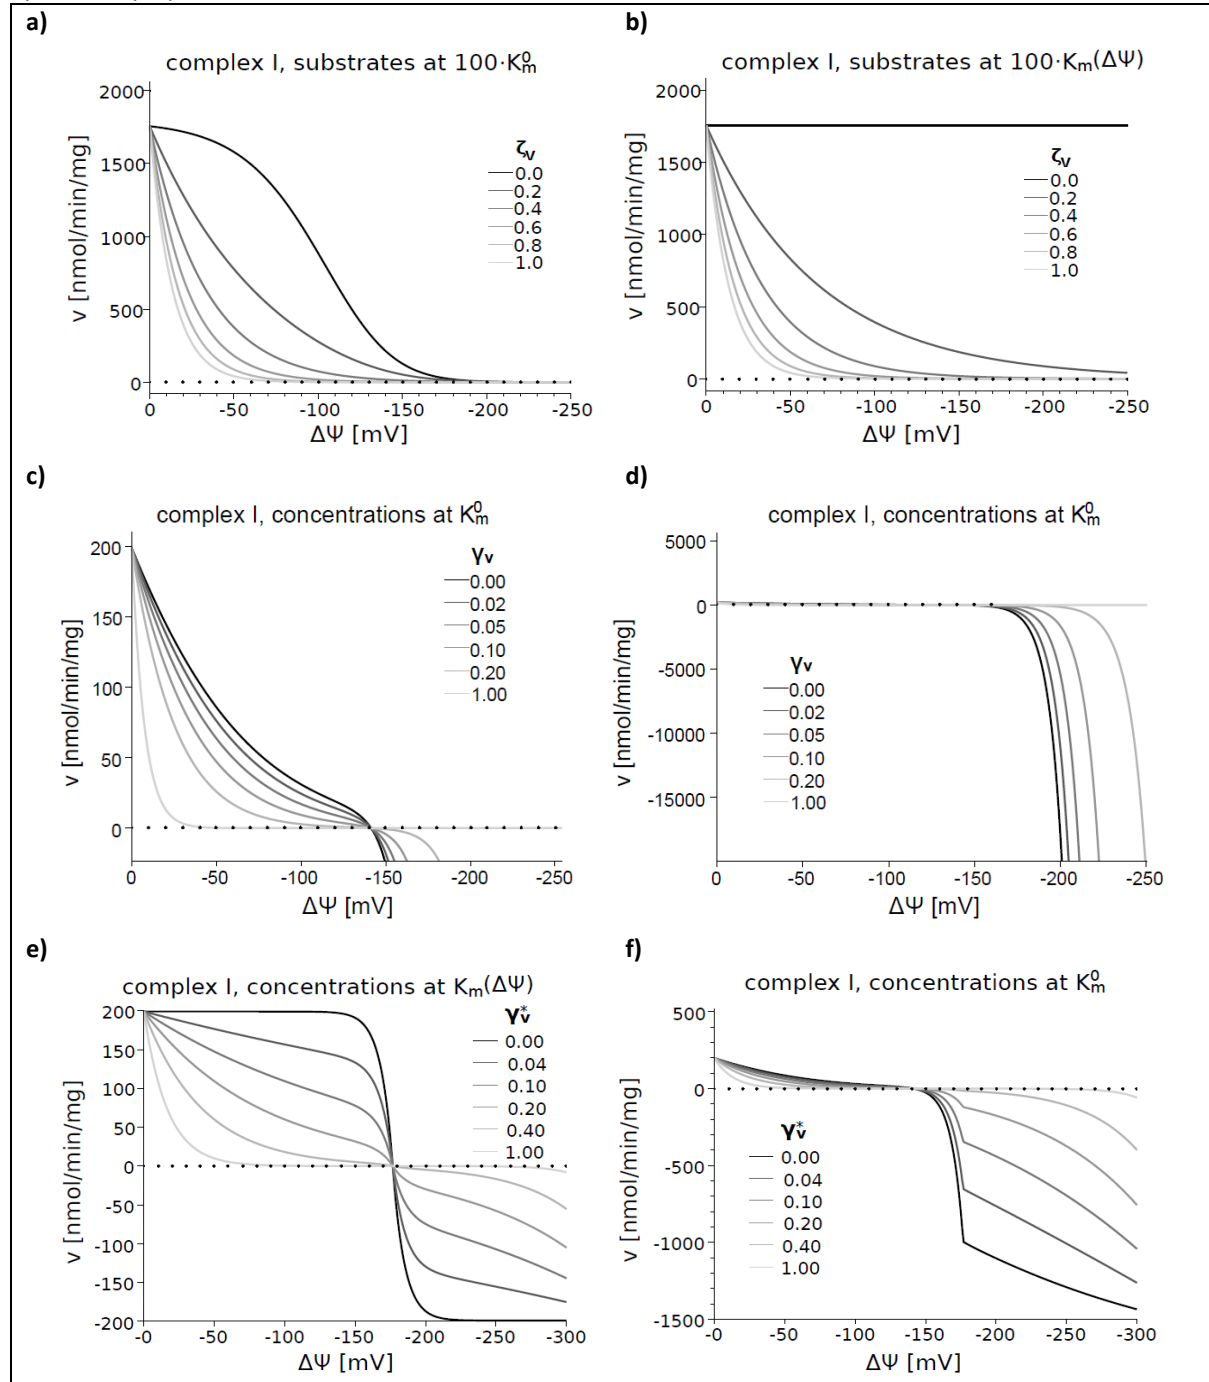 a)
complex I, substrates at 100·K⁰ₘ
v [nmol/min/mg]
2000
1500
1000
500
0
ζᵥ
0.0
0.2
0.4
0.6
0.8
1.0
0 -50 -100 -150 -200 -250
ΔΨ [mV]
b)
complex I, substrates at 100·Kₘ(ΔΨ)
v [nmol/min/mg]
2000
1500
1000
500
0
ζᵥ
0.0
0.2
0.4
0.6
0.8
1.0
0 -50 -100 -150 -200 -250
ΔΨ [mV]
c)
complex I, concentrations at K⁰ₘ
v [nmol/min/mg]
200
150
100
50
0
γᵥ
0.00
0.02
0.05
0.10
0.20
1.00
0 -50 -100 -150 -200 -250
ΔΨ [mV]
d)
complex I, concentrations at K⁰ₘ
v [nmol/min/mg]
5000
0
-5000
-10000
-15000
γᵥ
0.00
0.02
0.05
0.10
0.20
1.00
0 -50 -100 -150 -200 -250
ΔΨ [mV]
e)
complex I, concentrations at Kₘ(ΔΨ)
v [nmol/min/mg]
200
150
100
50
0
-50
-100
-150
-200
γ*ᵥ
0.00
0.04
0.10
0.20
0.40
1.00
-0 -50 -100 -150 -200 -250 -300
ΔΨ [mV]
f)
complex I, concentrations at K⁰ₘ
v [nmol/min/mg]
500
0
-500
-1000
-1500
γ*ᵥ
0.00
0.04
0.10
0.20
0.40
1.00
-0 -50 -100 -150 -200 -250 -300
ΔΨ [mV]